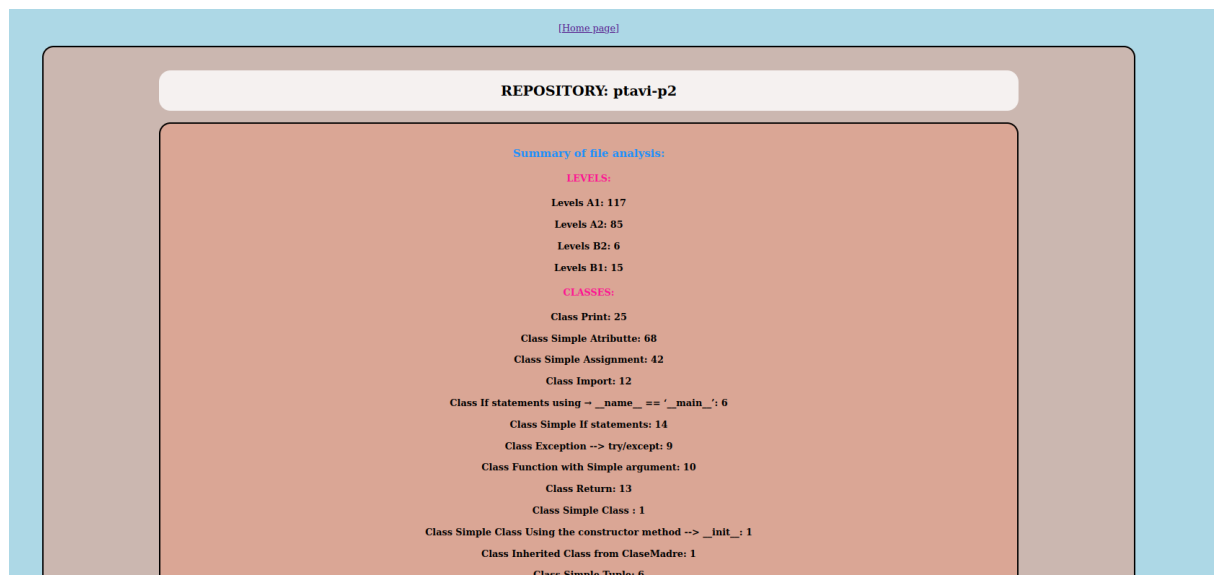 [Home page]
REPOSITORY: ptavi-p2
Summary of file analysis:
LEVELS:
Levels A1: 117
Levels A2: 85
Levels B2: 6
Levels B1: 15
CLASSES:
Class Print: 25
Class Simple Atributte: 68
Class Simple Assignment: 42
Class Import: 12
Class If statements using → __name__ == ‘__main__’: 6
Class Simple If statements: 14
Class Exception --> try/except: 9
Class Function with Simple argument: 10
Class Return: 13
Class Simple Class : 1
Class Simple Class Using the constructor method --> __init__: 1
Class Inherited Class from ClaseMadre: 1
Class Simple Tuple: 6